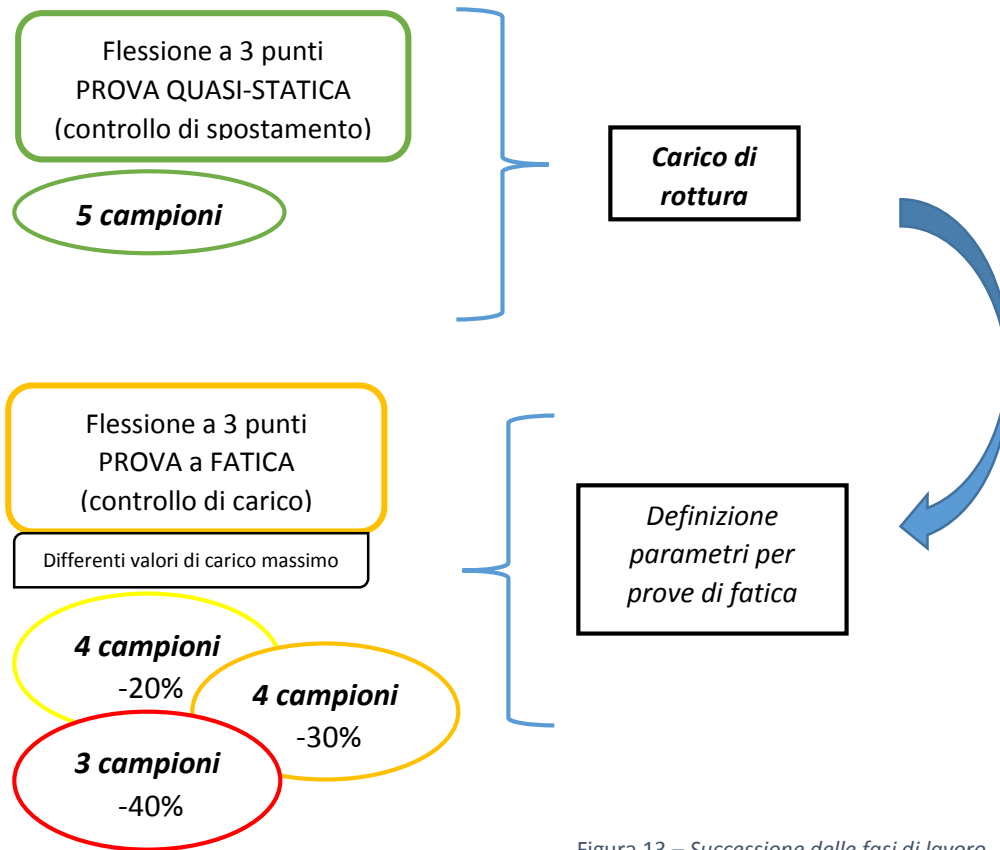 Flessione a 3 punti
PROVA QUASI-STATICA
(controllo di spostamento)
5 campioni
Carico di
rottura
Flessione a 3 punti
PROVA a FATICA
(controllo di carico)
Differenti valori di carico massimo
4 campioni
-20%
4 campioni
-30%
3 campioni
-40%
Definizione
parametri per
prove di fatica
Figura 13 – Successione delle fasi di lavoro